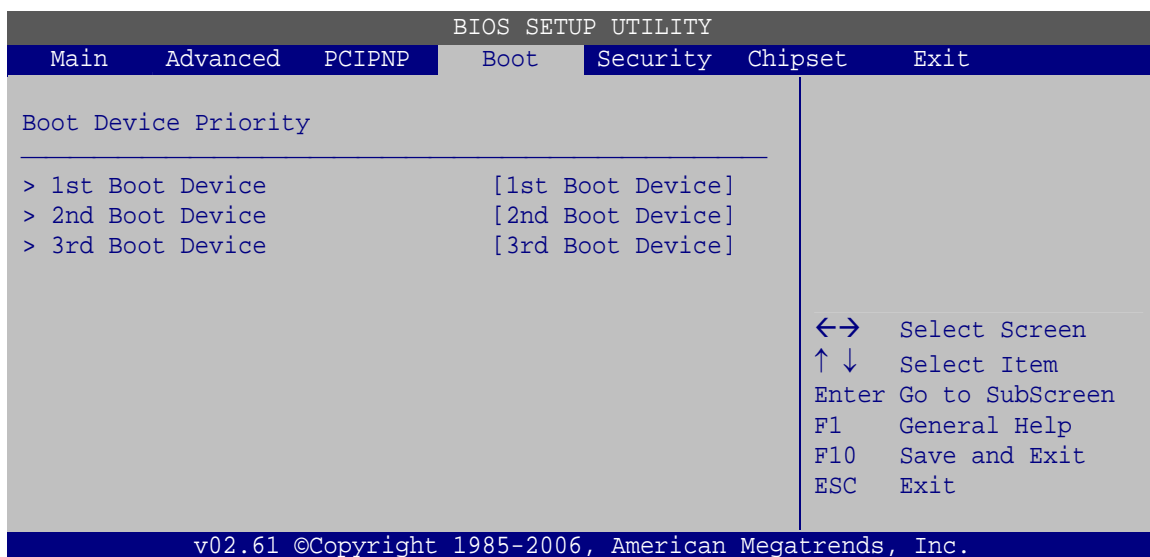 BIOS SETUP UTILITY
Main Advanced PCIPNP Boot Security Chipset Exit
Boot Device Priority
> 1st Boot Device [1st Boot Device]
> 2nd Boot Device [2nd Boot Device]
> 3rd Boot Device [3rd Boot Device]
←→ Select Screen
↑ ↓ Select Item
Enter Go to SubScreen
F1 General Help
F10 Save and Exit
ESC Exit
v02.61 ©Copyright 1985-2006, American Megatrends, Inc.